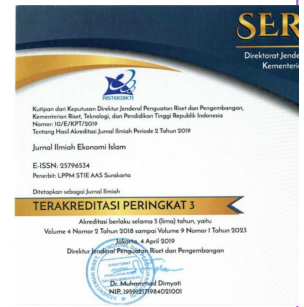 SER
Direktorat Jende
Kementeri
RISTEKDIKTI
Kutipan dari Keputusan Direktur Jenderal Penguatan Riset dan Pengembangan,
Kementerian Riset, Teknologi, dan Pendidikan Tinggi Republik Indonesia
Nomor: 10/E/KPT/2019
Tentang Hasil Akreditasi Jurnal Ilmiah Periode 2 Tahun 2019
Jurnal Ilmiah Ekonomi Islam
E-ISSN: 25796534
Penerbit: LPPM STIE AAS Surakarta
Ditetapkan sebagai Jurnal Ilmiah
TERAKREDITASI PERINGKAT 3
Akreditasi berlaku selama 5 (lima) tahun, yaitu
Volume 4 Nomor 2 Tahun 2018 sampai Volume 9 Nomor 1 Tahun 2023
Jakarta, 4 April 2019
Direktur Jenderal Penguatan Riset dan Pengembangan
Dr. Muhammad Dimyati
NIP. 195912171984021001